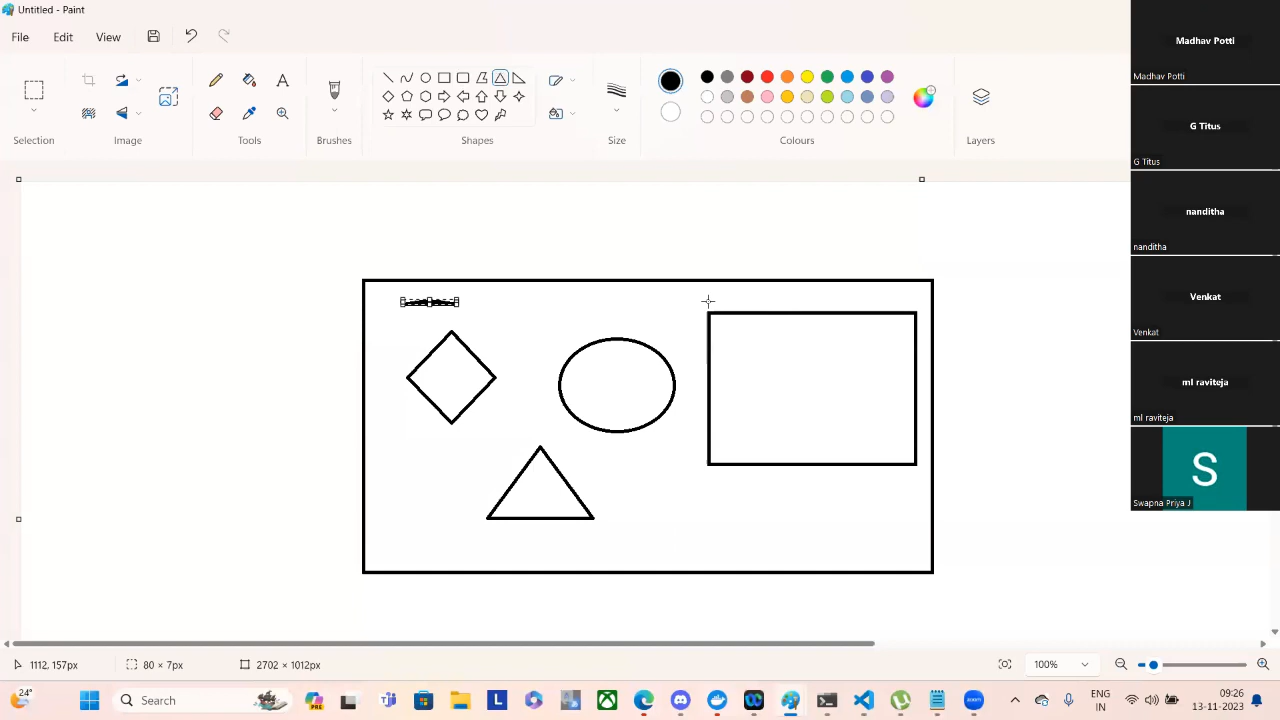 Untitled - Paint
File Edit View
Selection Image Tools Brushes Shapes Size Colours Layers
Madhav Potti
Madhav Potti
G Titus
G Titus
nanditha
nanditha
Venkat
Venkat
ml raviteja
ml raviteja
S
Swapna Priya J
1112, 157px 80 × 7px 2702 × 1012px 100%
24° Search ENG IN 09:26 13-11-2023